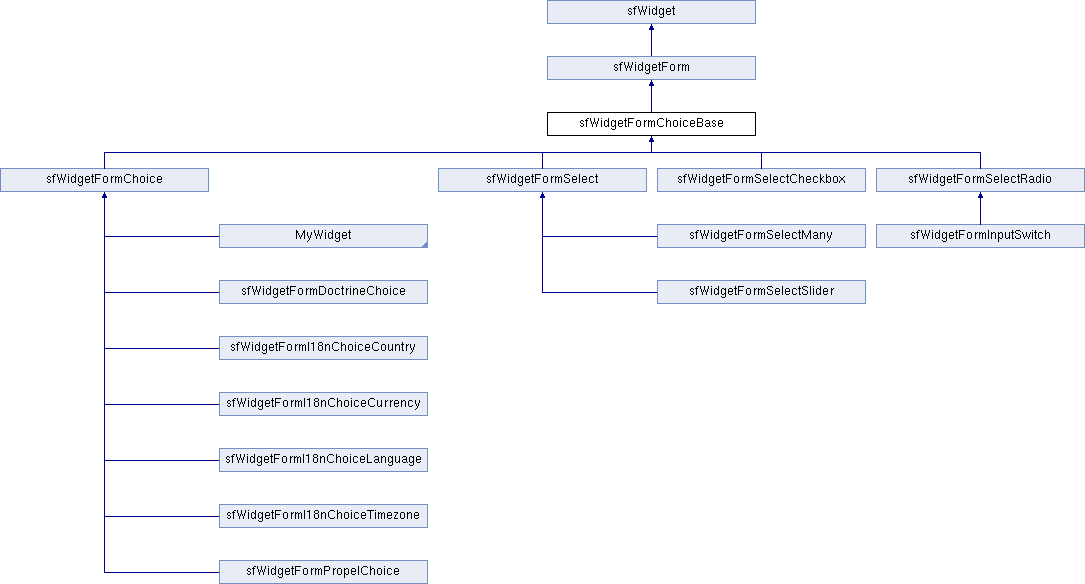 sfWidget
sfWidgetForm
sfWidgetFormChoiceBase
sfWidgetFormChoice
sfWidgetFormSelect
sfWidgetFormSelectCheckbox
sfWidgetFormSelectRadio
MyWidget
sfWidgetFormSelectMany
sfWidgetFormInputSwitch
sfWidgetFormDoctrineChoice
sfWidgetFormSelectSlider
sfWidgetFormI18nChoiceCountry
sfWidgetFormI18nChoiceCurrency
sfWidgetFormI18nChoiceLanguage
sfWidgetFormI18nChoiceTimezone
sfWidgetFormPropelChoice